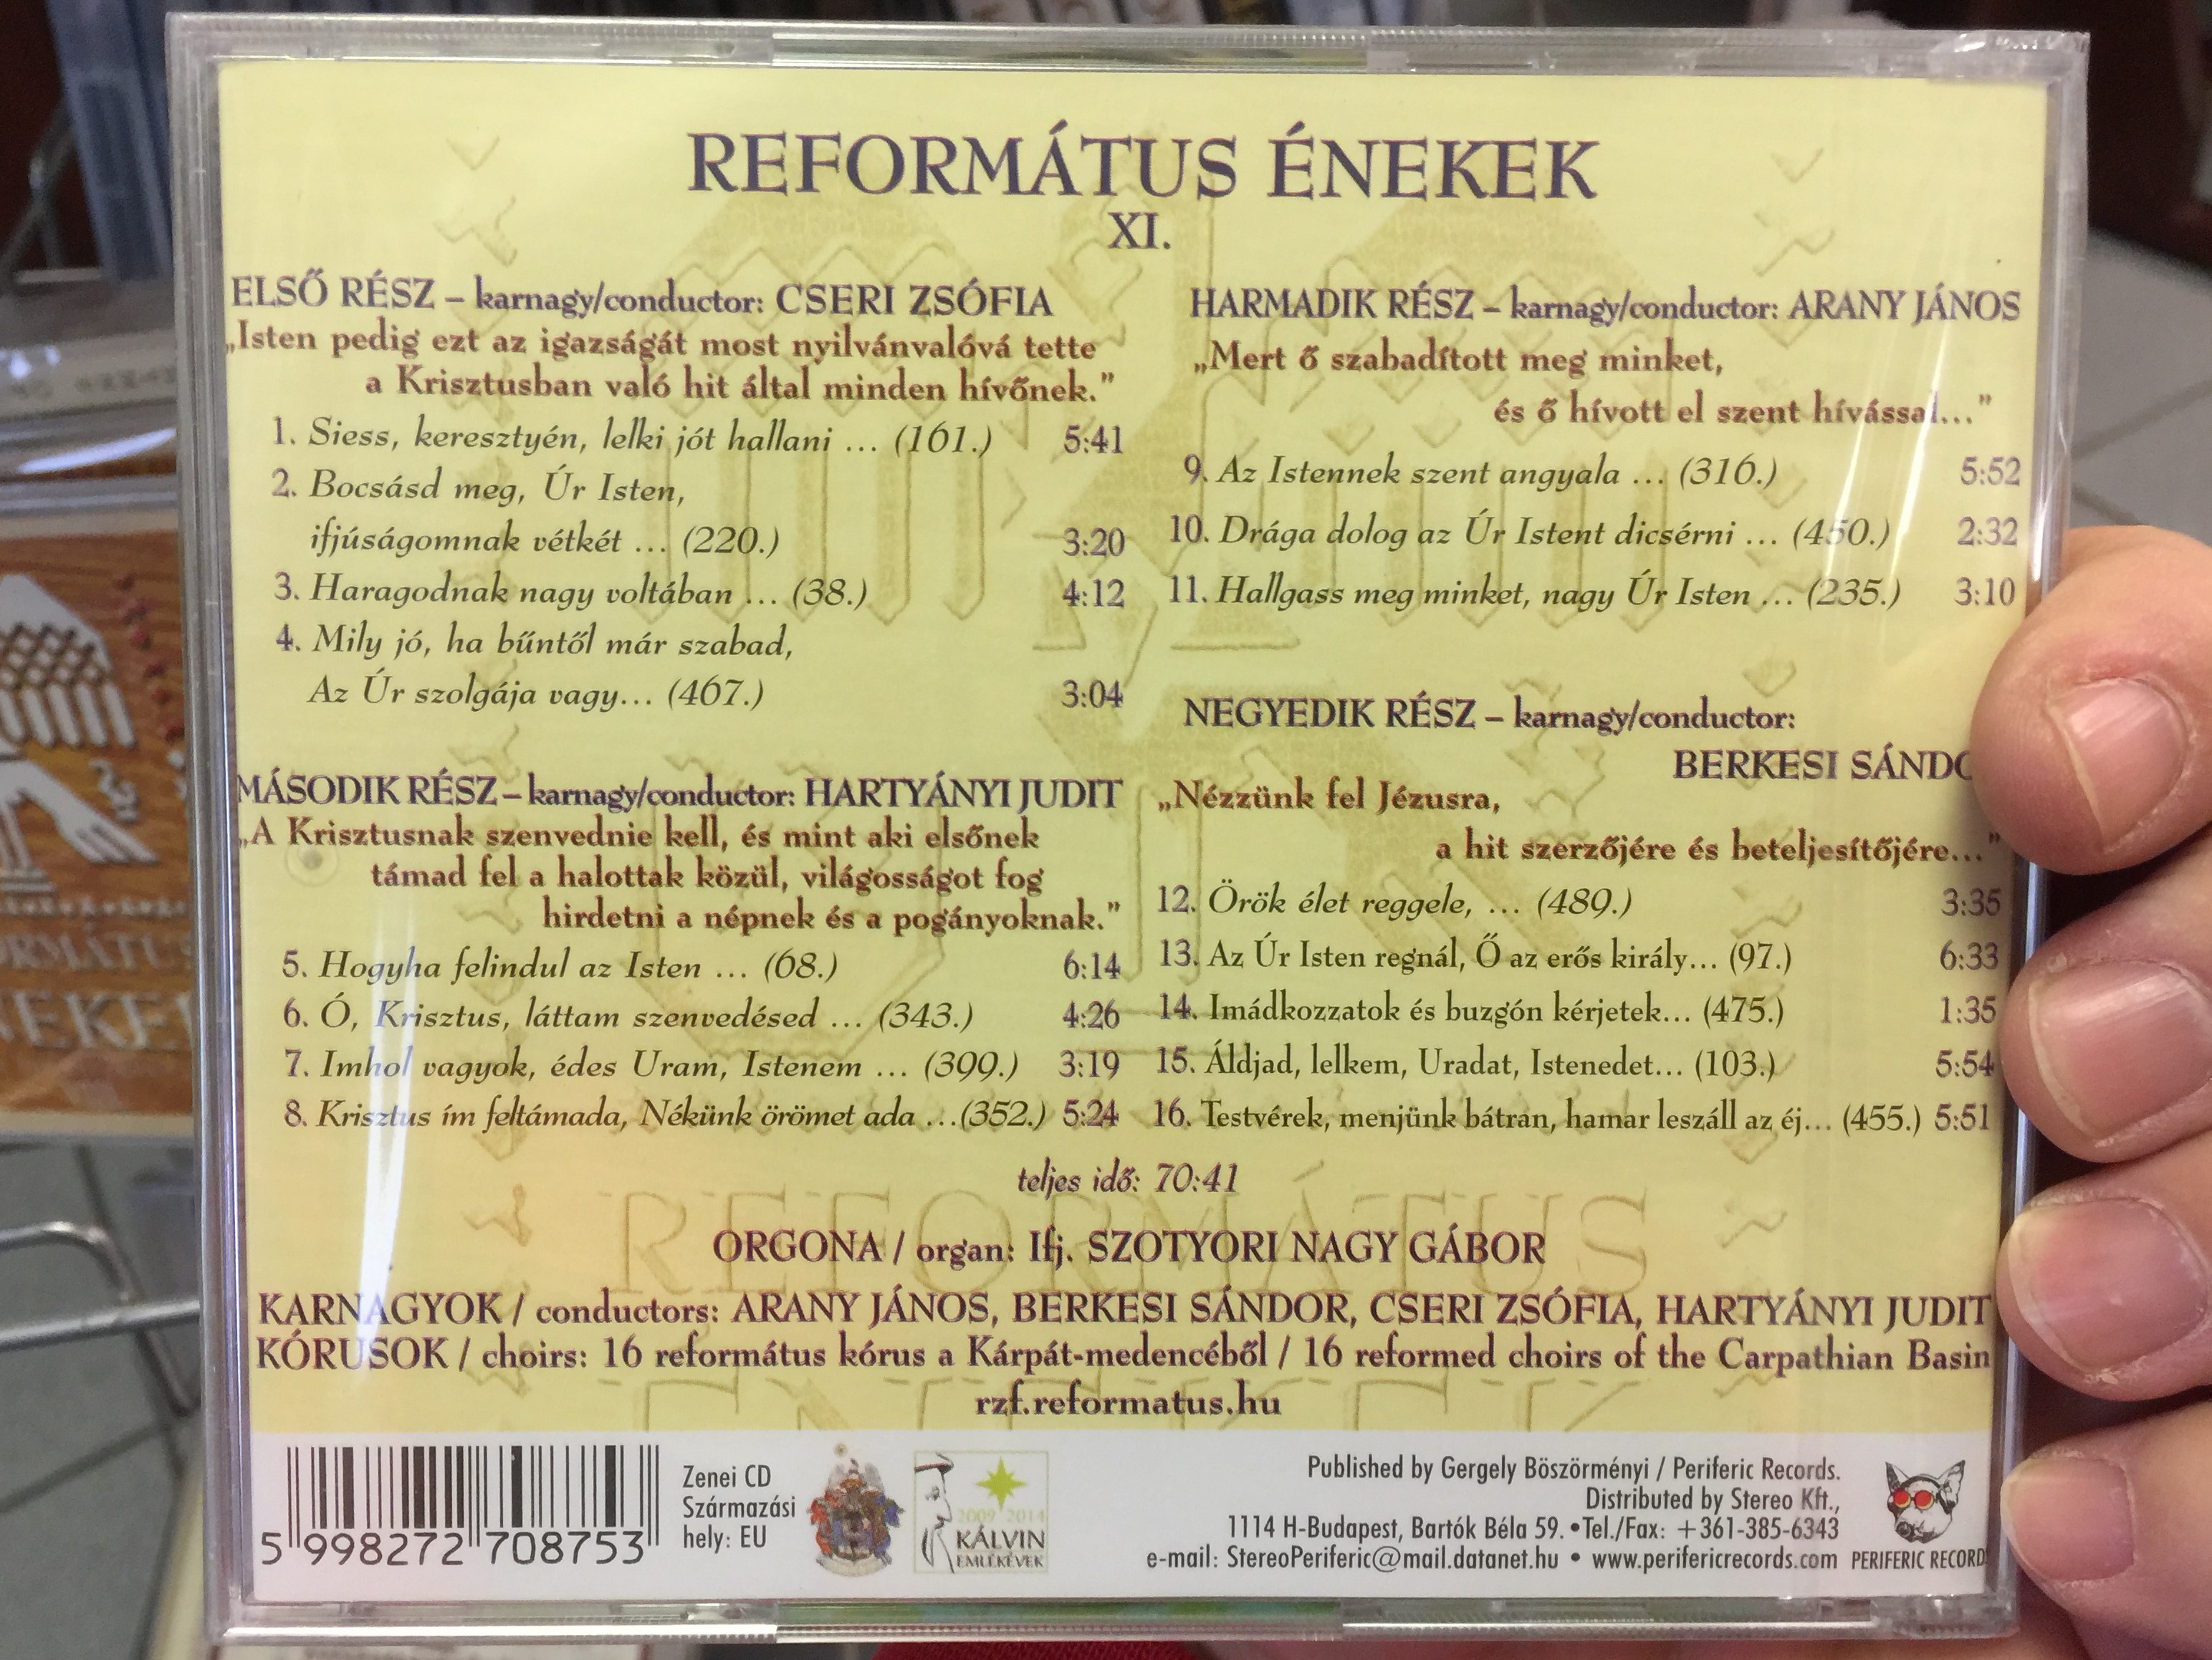 REFORMÁTUS ÉNEKEK
XI.
ELSŐ RÉSZ – karnagy/conductor: CSERI ZSÓFIA
„Isten pedig ezt az igazságát most nyilvánvalóvá tette
a Krisztusban való hit által minden hívőnek.”
1. Siess, keresztyén, lelki jót hallani ... (161.) 5:41
2. Bocsásd meg, Úr Isten,
ifjúságomnak vétkét ... (220.) 3:20
3. Haragodnak nagy voltában ... (38.) 4:12
4. Mily jó, ha bűntől már szabad,
Az Úr szolgája vagy... (467.) 3:04
MÁSODIK RÉSZ – karnagy/conductor: HARTYÁNYI JUDIT
„A Krisztusnak szenvednie kell, és mint aki elsőnek
támad fel a halottak közül, világosságot fog
hirdetni a népnek és a pogányoknak.”
5. Hogyha felindul az Isten ... (68.) 6:14
6. Ó, Krisztus, láttam szenvedésed ... (343.) 4:26
7. Imhol vagyok, édes Uram, Istenem ... (399.) 3:19
8. Krisztus ím feltámada, Nékünk örömet ada ...(352.) 5:24
HARMADIK RÉSZ – karnagy/conductor: ARANY JÁNOS
„Mert ő szabadított meg minket,
és ő hívott el szent hívással...”
9. Az Istennek szent angyala ... (316.) 5:52
10. Drága dolog az Úr Istent dicsérni ... (450.) 2:32
11. Hallgass meg minket, nagy Úr Isten ... (235.) 3:10
NEGYEDIK RÉSZ – karnagy/conductor:
BERKESI SÁNDO
„Nézzünk fel Jézusra,
a hit szerzőjére és beteljesítőjére...”
12. Örök élet reggele, ... (489.) 3:35
13. Az Úr Isten regnál, Ő az erős király... (97.) 6:33
14. Imádkozzatok és buzgón kérjetek... (475.) 1:35
15. Áldjad, lelkem, Uradat, Istenedet... (103.) 5:54
16. Testvérek, menjünk bátran, hamar leszáll az éj... (455.) 5:51
teljes idő: 70:41
REFORMÁTUS
ORGONA / organ: Ifj. SZOTYORI NAGY GÁBOR
KARNAGYOK / conductors: ARANY JÁNOS, BERKESI SÁNDOR, CSERI ZSÓFIA, HARTYÁNYI JUDIT
KÓRUSOK / choirs: 16 református kórus a Kárpát-medencéből / 16 reformed choirs of the Carpathian Basin
rzf.reformatus.hu
5 998272 708753
Zenei CD
Származási
hely: EU
2009-2014
KÁLVIN
EMLÉKÉVEK
Published by Gergely Böszörményi / Periferic Records.
Distributed by Stereo Kft.,
1114 H-Budapest, Bartók Béla 59. • Tel./Fax: +361-385-6343
e-mail: StereoPeriferic@mail.datanet.hu • www.perifericrecords.com
PERIFERIC RECORD